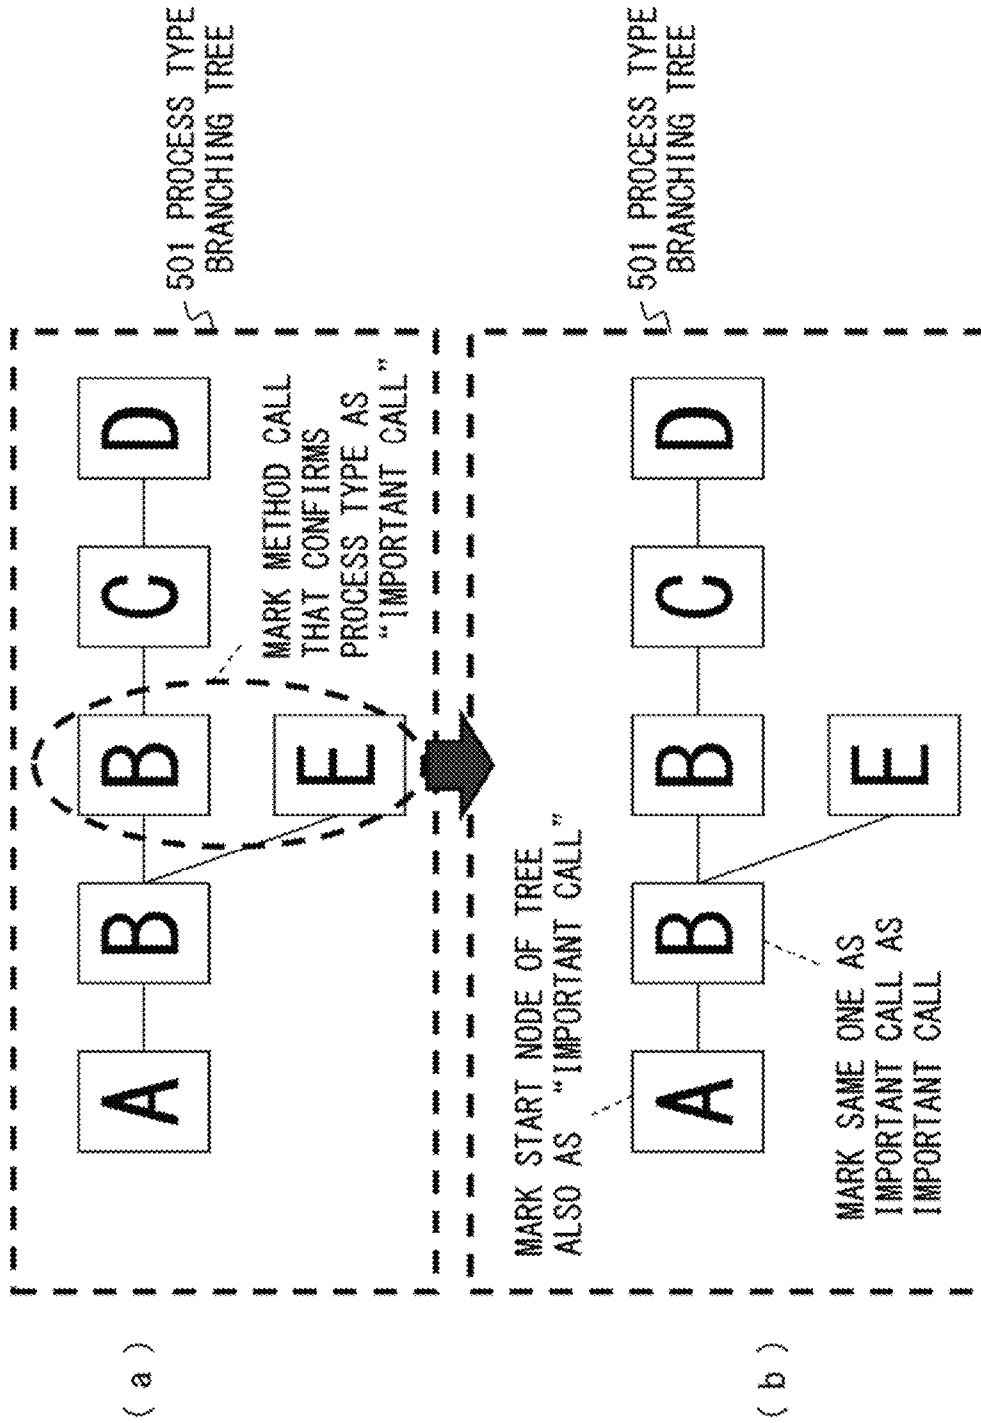 ( a )
501 PROCESS TYPE
BRANCHING TREE
A
B
B
C
D
E
MARK METHOD CALL
THAT CONFIRMS
PROCESS TYPE AS
“IMPORTANT CALL”
( b )
501 PROCESS TYPE
BRANCHING TREE
MARK START NODE OF TREE
ALSO AS “IMPORTANT CALL”
A
B
B
C
D
E
MARK SAME ONE AS
IMPORTANT CALL AS
IMPORTANT CALL